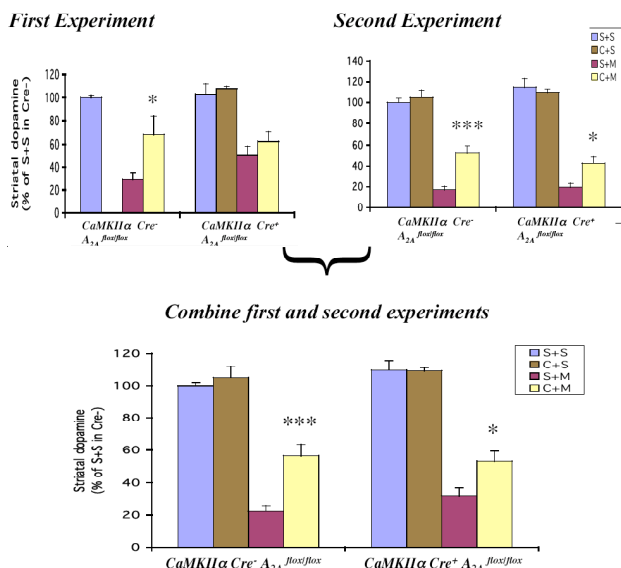 First Experiment
Second Experiment
S+S
C+S
S+M
C+M
Striatal dopamine
(% of S+S in Cre-)
120
100
80
60
40
20
0
*
CaMKIIα Cre-
A2A flox/flox
CaMKIIα Cre+
A2A flox/flox
140
120
100
80
60
40
20
0
***
*
CaMKIIα Cre-
A2A flox/flox
CaMKIIα Cre+
A2A flox/flox
Combine first and second experiments
S+S
C+S
S+M
C+M
Striatal dopamine
(% of S+S in Cre-)
120
100
80
60
40
20
0
***
*
CaMKIIα Cre- A2A flox/flox
CaMKIIα Cre+ A2A flox/flox